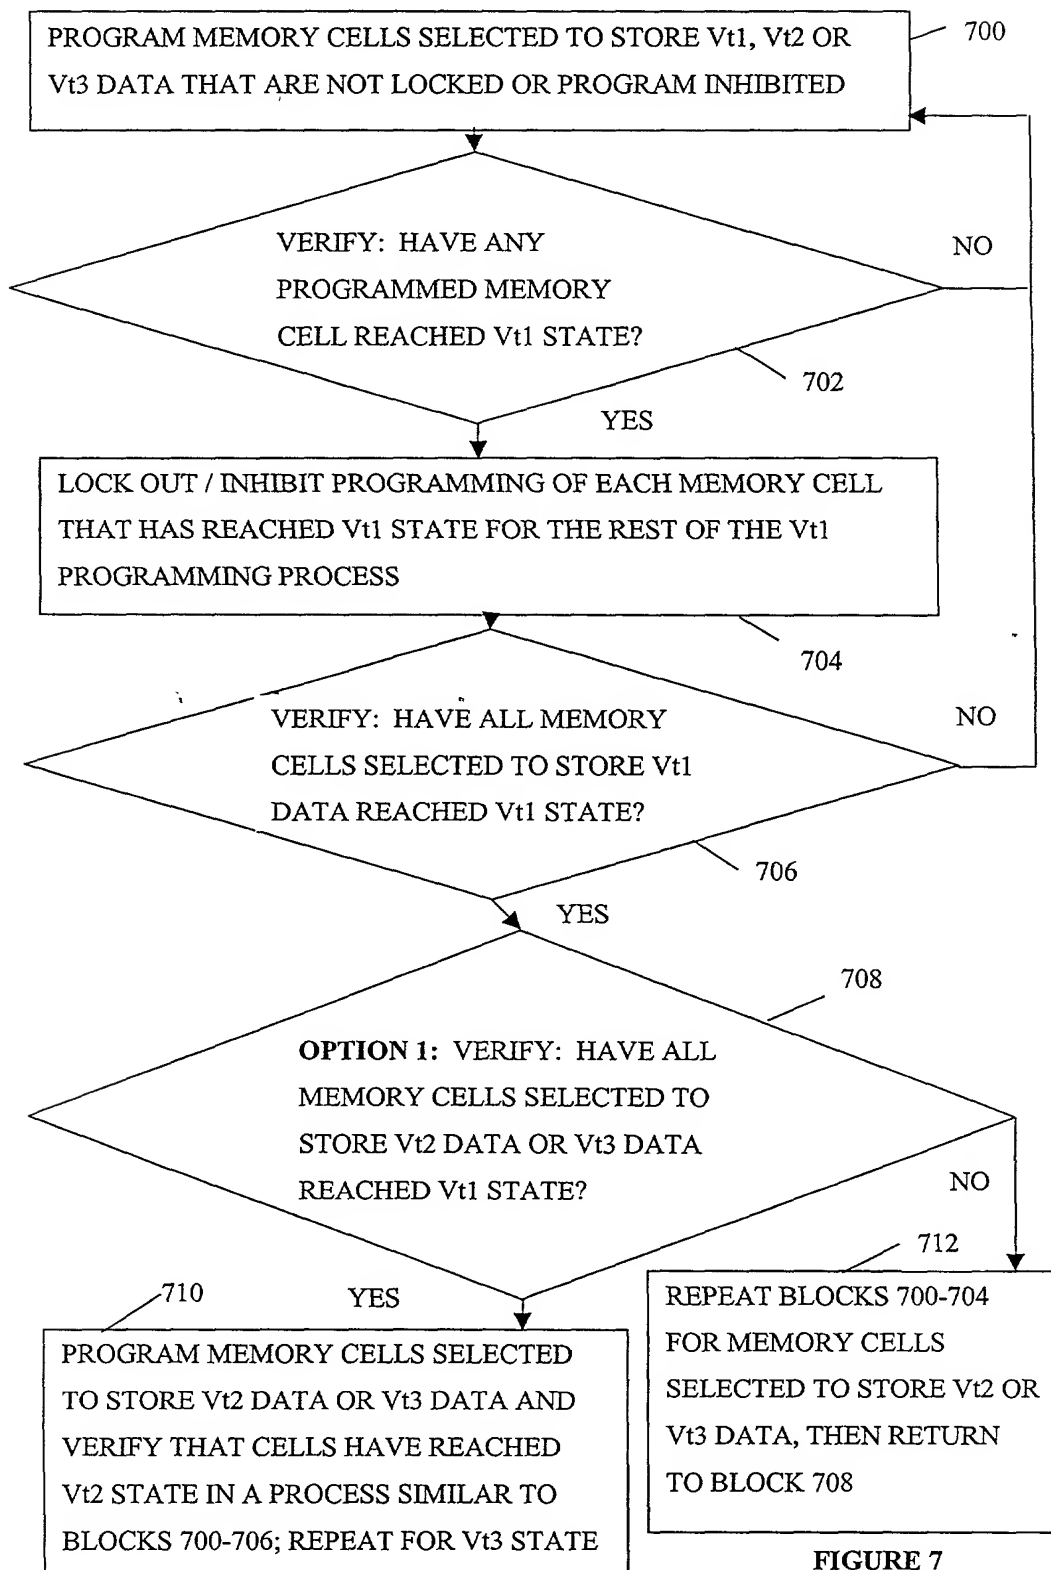 PROGRAM MEMORY CELLS SELECTED TO STORE Vt1, Vt2 OR
Vt3 DATA THAT ARE NOT LOCKED OR PROGRAM INHIBITED
700
VERIFY: HAVE ANY
PROGRAMMED MEMORY
CELL REACHED Vt1 STATE?
NO
702
YES
LOCK OUT / INHIBIT PROGRAMMING OF EACH MEMORY CELL
THAT HAS REACHED Vt1 STATE FOR THE REST OF THE Vt1
PROGRAMMING PROCESS
704
VERIFY: HAVE ALL MEMORY
CELLS SELECTED TO STORE Vt1
DATA REACHED Vt1 STATE?
NO
706
YES
708
OPTION 1: VERIFY: HAVE ALL
MEMORY CELLS SELECTED TO
STORE Vt2 DATA OR Vt3 DATA
REACHED Vt1 STATE?
NO
710
YES
712
PROGRAM MEMORY CELLS SELECTED
TO STORE Vt2 DATA OR Vt3 DATA AND
VERIFY THAT CELLS HAVE REACHED
Vt2 STATE IN A PROCESS SIMILAR TO
BLOCKS 700-706; REPEAT FOR Vt3 STATE
REPEAT BLOCKS 700-704
FOR MEMORY CELLS
SELECTED TO STORE Vt2 OR
Vt3 DATA, THEN RETURN
TO BLOCK 708
FIGURE 7